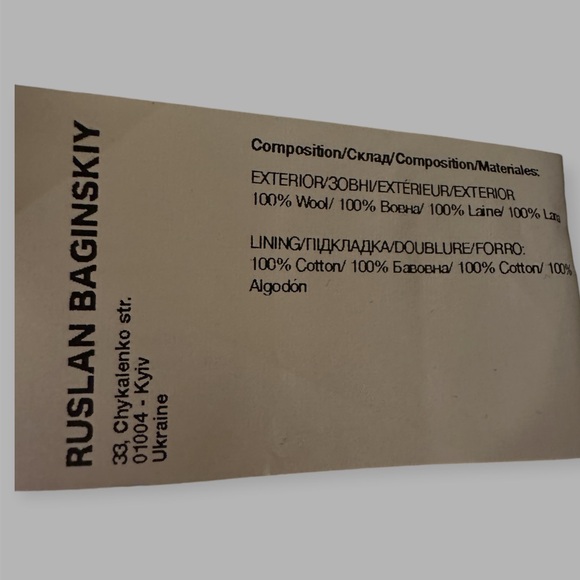 RUSLAN BAGINSKIY
33, Chykalenko str.
01004 - Kyiv
Ukraine
Composition/Склад/Composition/Materiales:
EXTERIOR/ЗОВНІ/EXTÉRIEUR/EXTERIOR
100% Wool/ 100% Вовна/ 100% Laine/ 100%
LINING/ПІДКЛАДКА/DOUBLURE/FORRO:
100% Cotton/ 100% Бавовна/ 100% Cotton/ 100%
Algodón